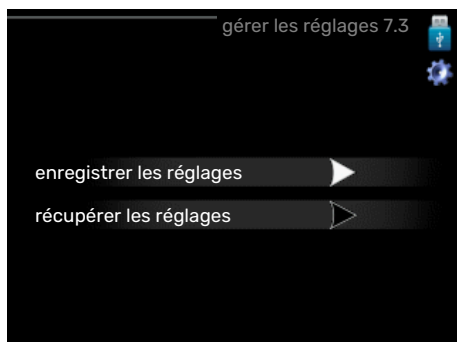 gérer les réglages 7.3
enregistrer les réglages
récupérer les réglages